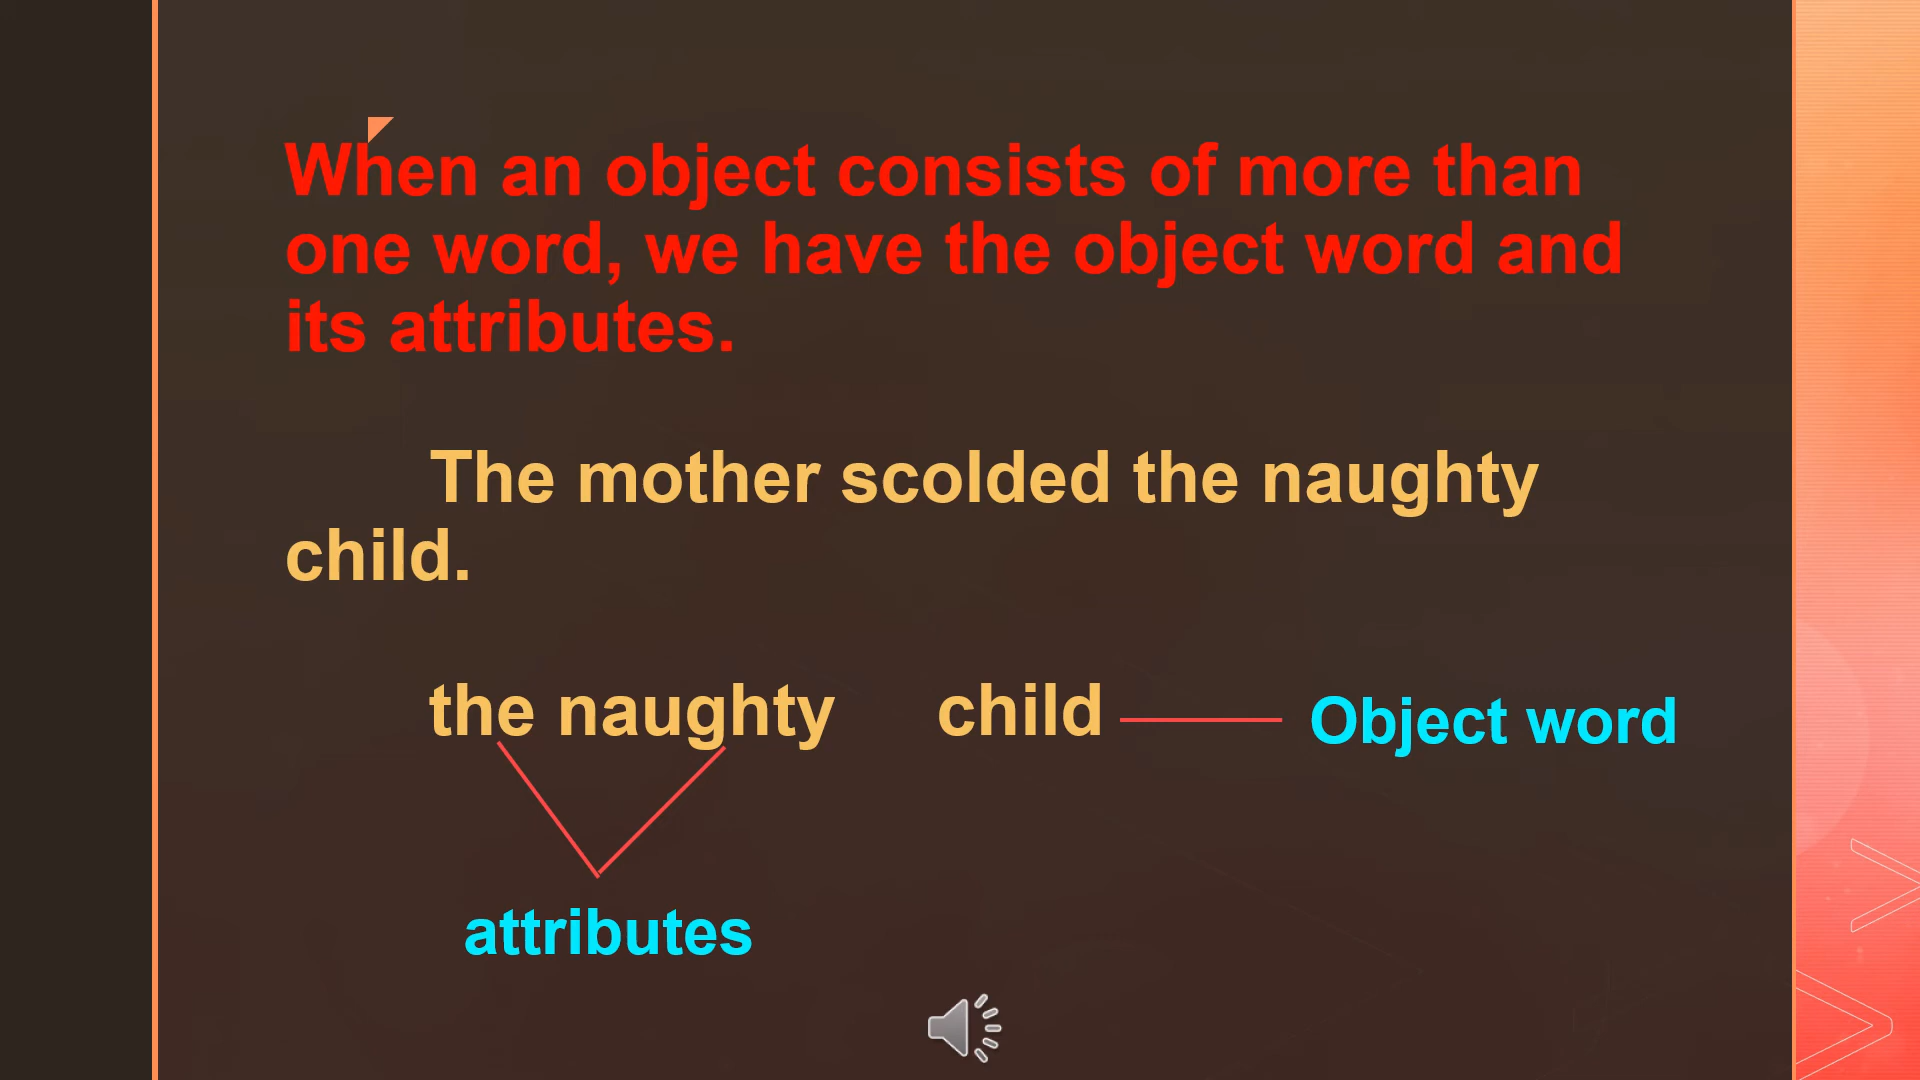 When an object consists of more than
one word, we have the object word and
its attributes.
The mother scolded the naughty
child.
the naughty child Object word
attributes